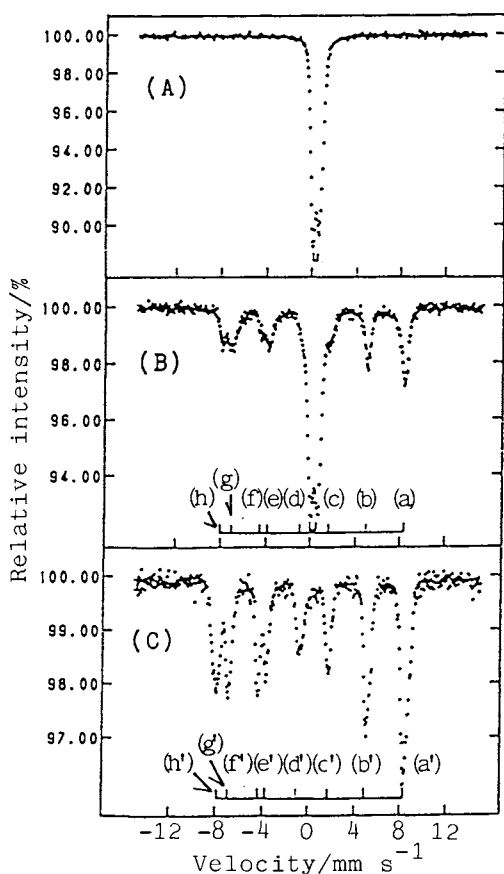 Relative intensity/%
100.00
98.00
96.00
94.00
92.00
90.00
(A)
100.00
98.00
96.00
94.00
(B)
(g)
(h) (f)(e)(d) (c) (b) (a)
100.00
99.00
98.00
97.00
(C)
(g')
(h') (f')(e')(d')(c') (b') (a')
-12 -8 -4 0 4 8 12
Velocity/mm s⁻¹